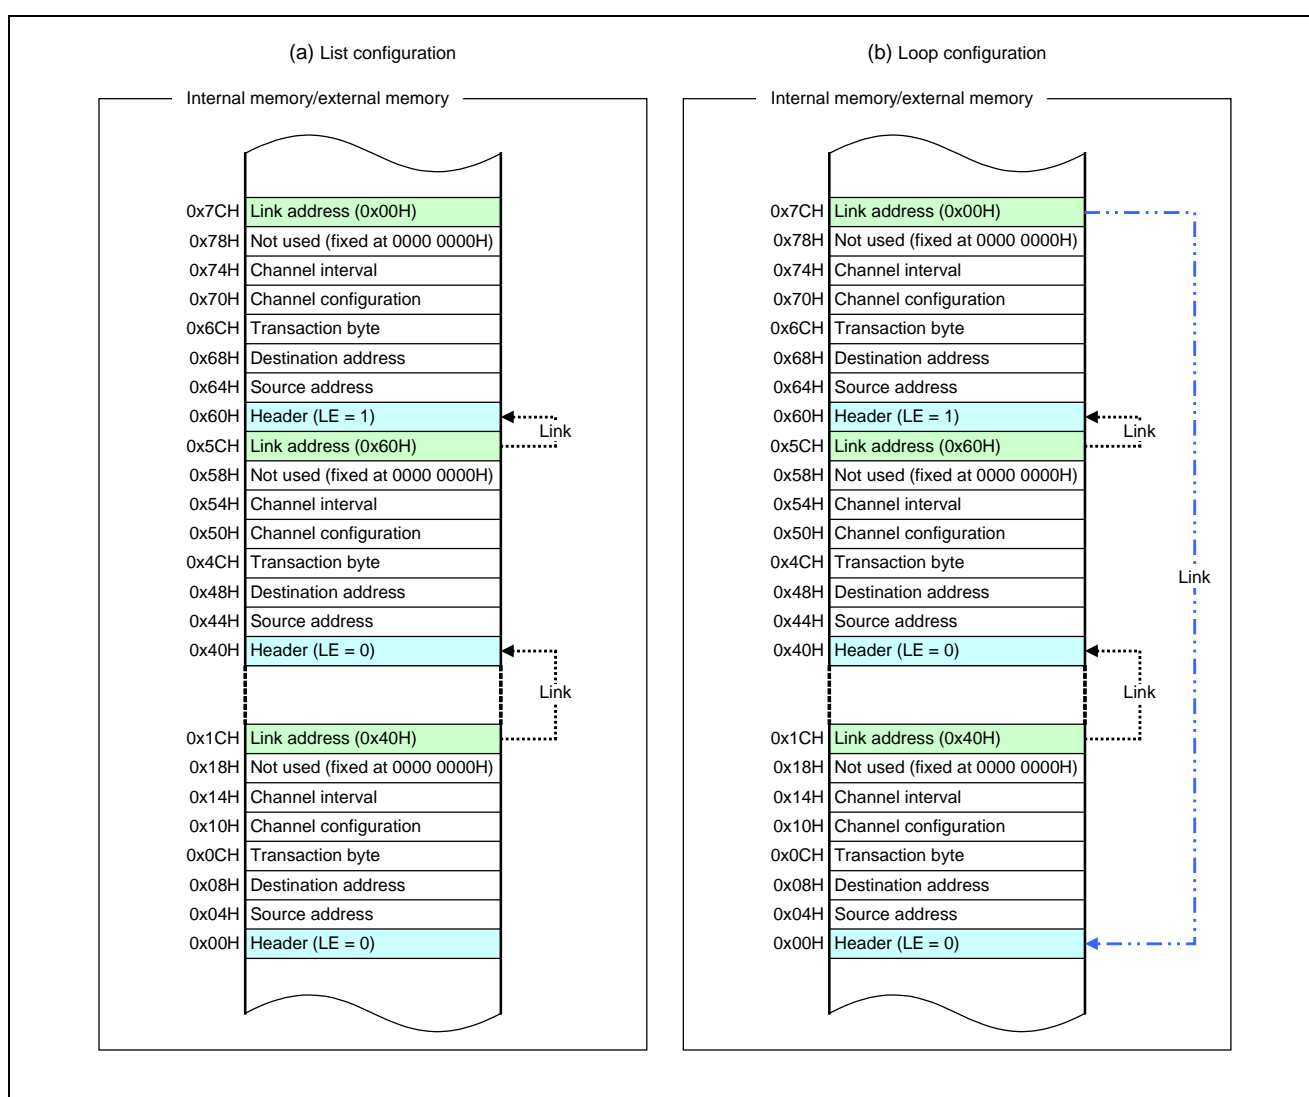 (a) List configuration
Internal memory/external memory
0x7CH Link address (0x00H)
0x78H Not used (fixed at 0000 0000H)
0x74H Channel interval
0x70H Channel configuration
0x6CH Transaction byte
0x68H Destination address
0x64H Source address
0x60H Header (LE = 1)
Link
0x5CH Link address (0x60H)
0x58H Not used (fixed at 0000 0000H)
0x54H Channel interval
0x50H Channel configuration
0x4CH Transaction byte
0x48H Destination address
0x44H Source address
0x40H Header (LE = 0)
Link
0x1CH Link address (0x40H)
0x18H Not used (fixed at 0000 0000H)
0x14H Channel interval
0x10H Channel configuration
0x0CH Transaction byte
0x08H Destination address
0x04H Source address
0x00H Header (LE = 0)
(b) Loop configuration
Internal memory/external memory
0x7CH Link address (0x00H)
0x78H Not used (fixed at 0000 0000H)
0x74H Channel interval
0x70H Channel configuration
0x6CH Transaction byte
0x68H Destination address
0x64H Source address
0x60H Header (LE = 1)
Link
0x5CH Link address (0x60H)
0x58H Not used (fixed at 0000 0000H)
0x54H Channel interval
0x50H Channel configuration
0x4CH Transaction byte
Link
0x48H Destination address
0x44H Source address
0x40H Header (LE = 0)
Link
0x1CH Link address (0x40H)
0x18H Not used (fixed at 0000 0000H)
0x14H Channel interval
0x10H Channel configuration
0x0CH Transaction byte
0x08H Destination address
0x04H Source address
0x00H Header (LE = 0)